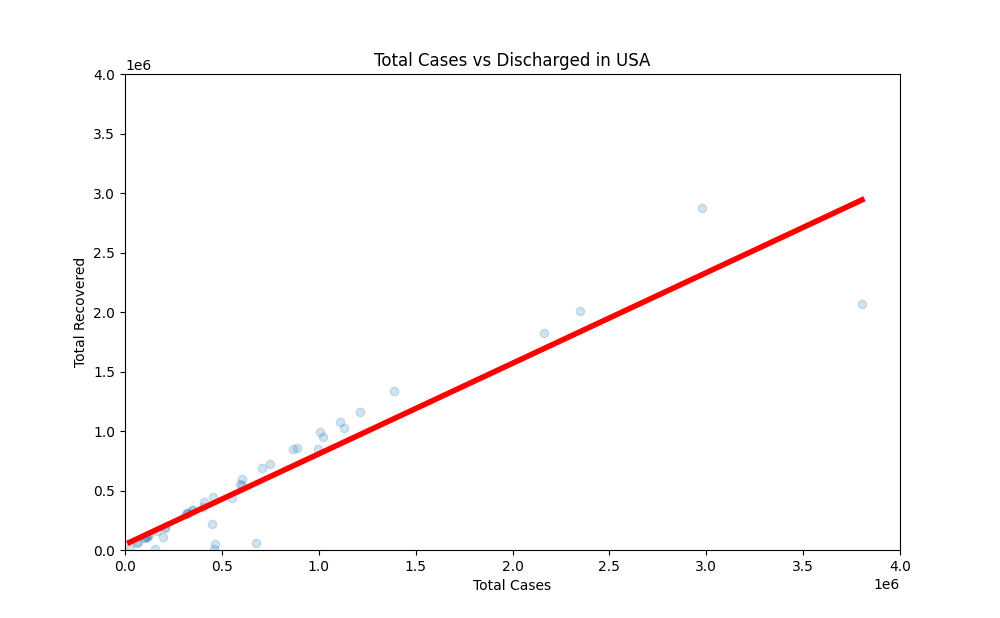 Total Cases vs Discharged in USA
1e6
4.0
3.5
3.0
2.5
2.0
1.5
1.0
0.5
0.0
Total Recovered
0.0 0.5 1.0 1.5 2.0 2.5 3.0 3.5 4.0
Total Cases
1e6